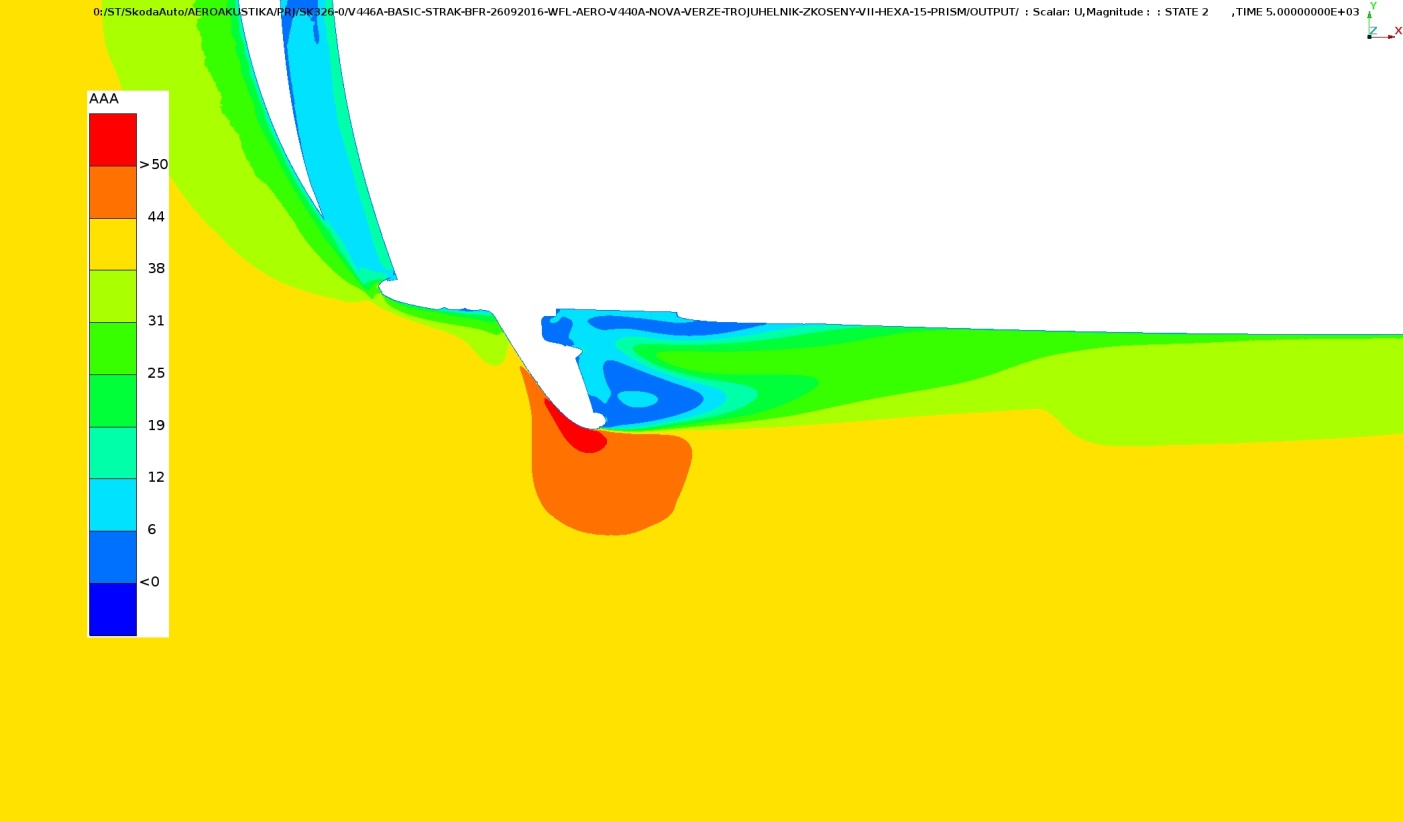 0:/ST/SkodaAuto/AEROAKUSTIKA/PRJ/SK326-0/V446A-BASIC-STRAK-BFR-26092016-WFL-AERO-V440A-NOVA-VERZE-TROJUHELNIK-ZKOSENY-VII-HEXA-15-PRISM/OUTPUT/ : Scalar: U,Magnitude : : STATE 2 ,TIME 5.00000000E+03
Y
Z X
AAA
>50
44
38
31
25
19
12
6
<0